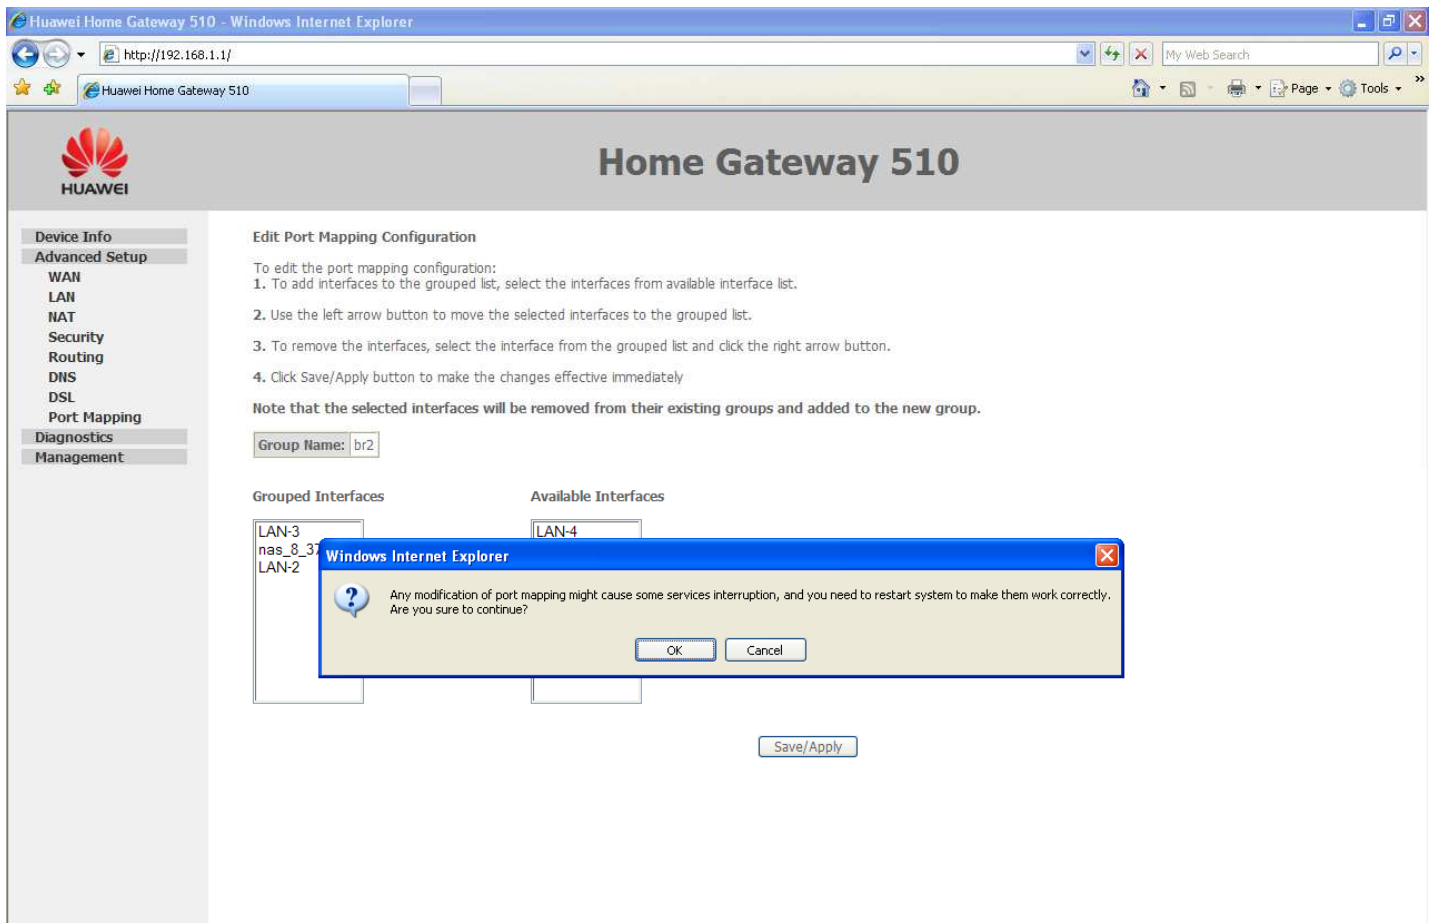 Huawei Home Gateway 510 - Windows Internet Explorer
http://192.168.1.1/
My Web Search
Huawei Home Gateway 510
Page
Tools
»
HUAWEI
Home Gateway 510
Device Info
Advanced Setup
WAN
LAN
NAT
Security
Routing
DNS
DSL
Port Mapping
Diagnostics
Management
Edit Port Mapping Configuration
To edit the port mapping configuration:
1. To add interfaces to the grouped list, select the interfaces from available interface list.
2. Use the left arrow button to move the selected interfaces to the grouped list.
3. To remove the interfaces, select the interface from the grouped list and click the right arrow button.
4. Click Save/Apply button to make the changes effective immediately
Note that the selected interfaces will be removed from their existing groups and added to the new group.
Group Name: br2
Grouped Interfaces
Available Interfaces
LAN-3
nas_8_37
LAN-2
LAN-4
Windows Internet Explorer
Any modification of port mapping might cause some services interruption, and you need to restart system to make them work correctly.
Are you sure to continue?
OK
Cancel
Save/Apply